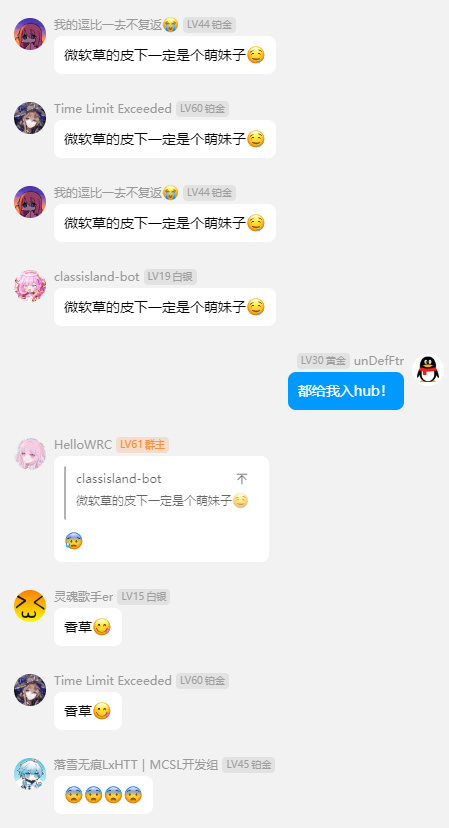 我的逗比一去不复返😭 LV44 铂金
微软草的皮下一定是个萌妹子🤤
Time Limit Exceeded LV60 铂金
微软草的皮下一定是个萌妹子🤤
我的逗比一去不复返😭 LV44 铂金
微软草的皮下一定是个萌妹子🤤
classisland-bot LV19 白银
微软草的皮下一定是个萌妹子🤤
LV30 黄金 unDefFtr
都给我入hub！
HelloWRC LV61 群主
classisland-bot
微软草的皮下一定是个萌妹子🤤
😰
灵魂歌手er LV15 白银
香草😋
Time Limit Exceeded LV60 铂金
香草😋
落雪无痕LxHTT | MCSL开发组 LV45 铂金
😨😨😨😨